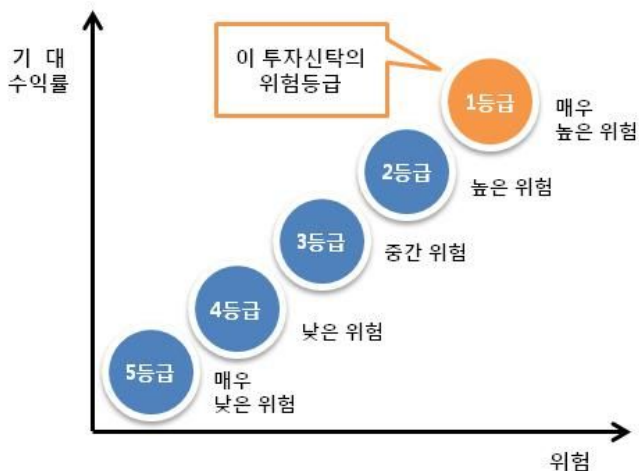 기 대
수익률
이 투자신탁의
위험등급
1등급
매우
높은 위험
2등급
높은 위험
3등급
중간 위험
4등급
낮은 위험
5등급
매우
낮은 위험
위험